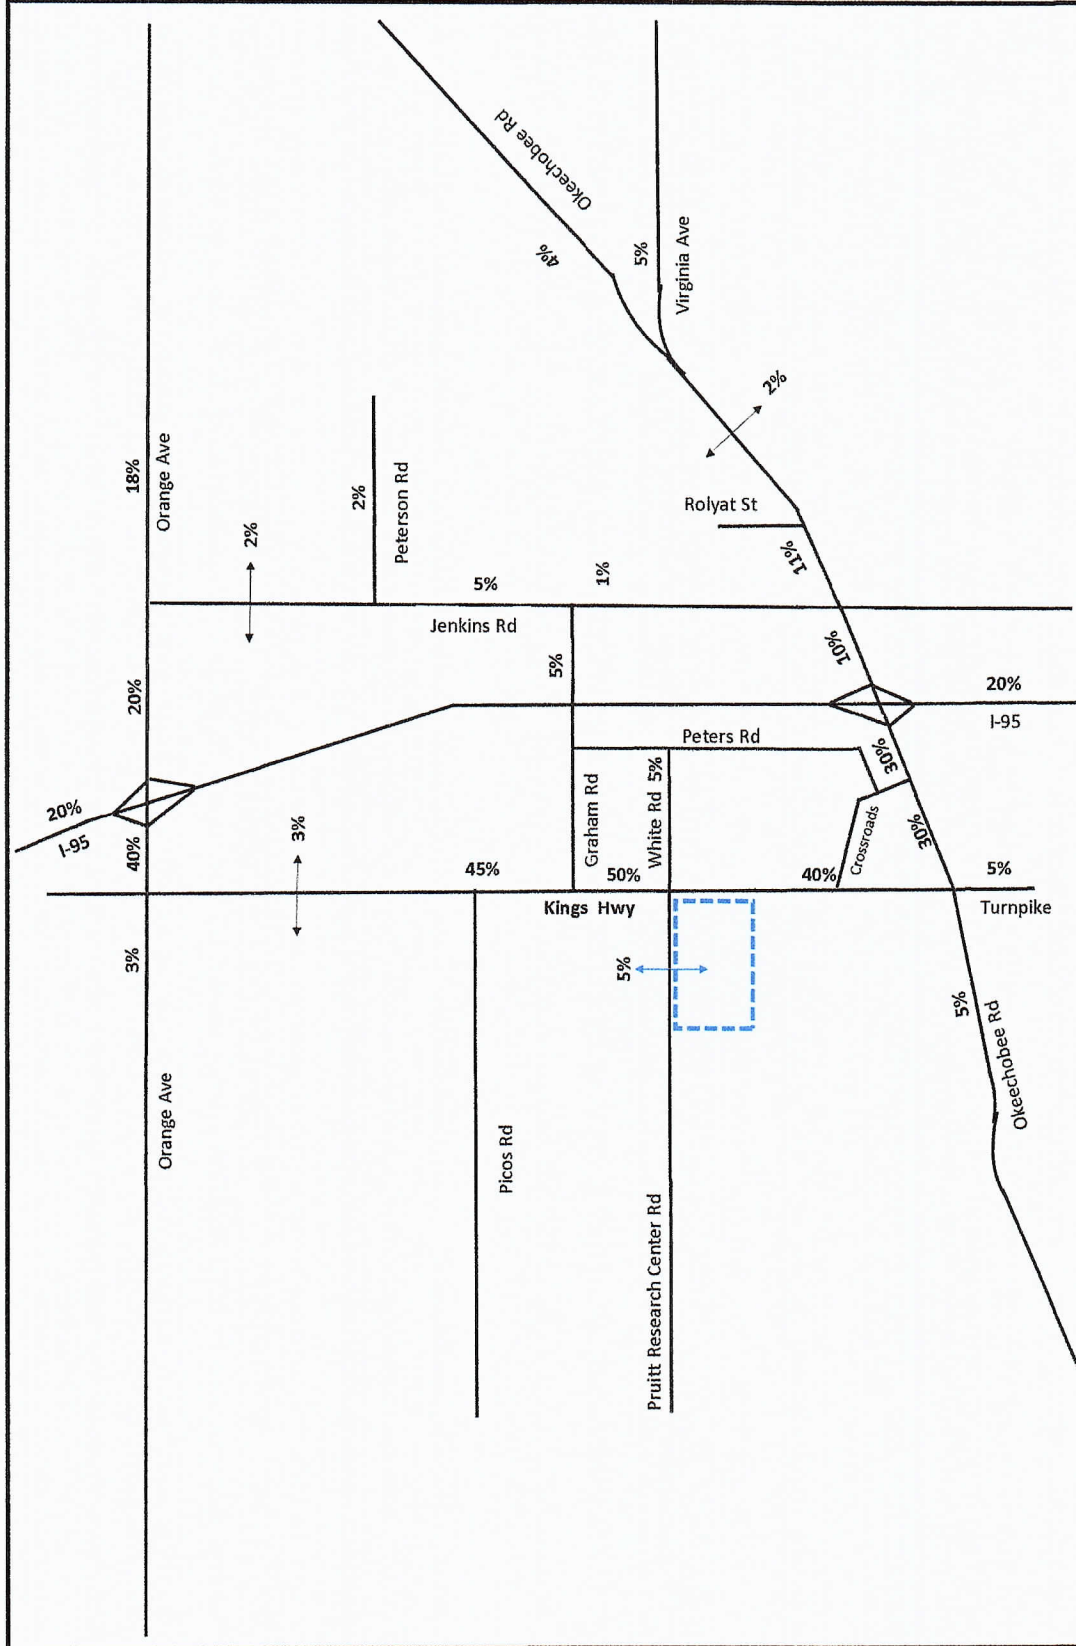 Okeechobee Rd
4%
5%
Virginia Ave
2%
18%
Orange Ave
2%
Peterson Rd
Rolyat St
2%
11%
5%
1%
Jenkins Rd
5%
10%
20%
20%
I-95
Peters Rd
30%
Graham Rd
White Rd
5%
20%
I-95
40%
3%
Crossroads
30%
45%
50%
40%
5%
Kings Hwy
Turnpike
3%
5%
5%
Okeechobee Rd
Orange Ave
Picos Rd
Pruitt Research Center Rd